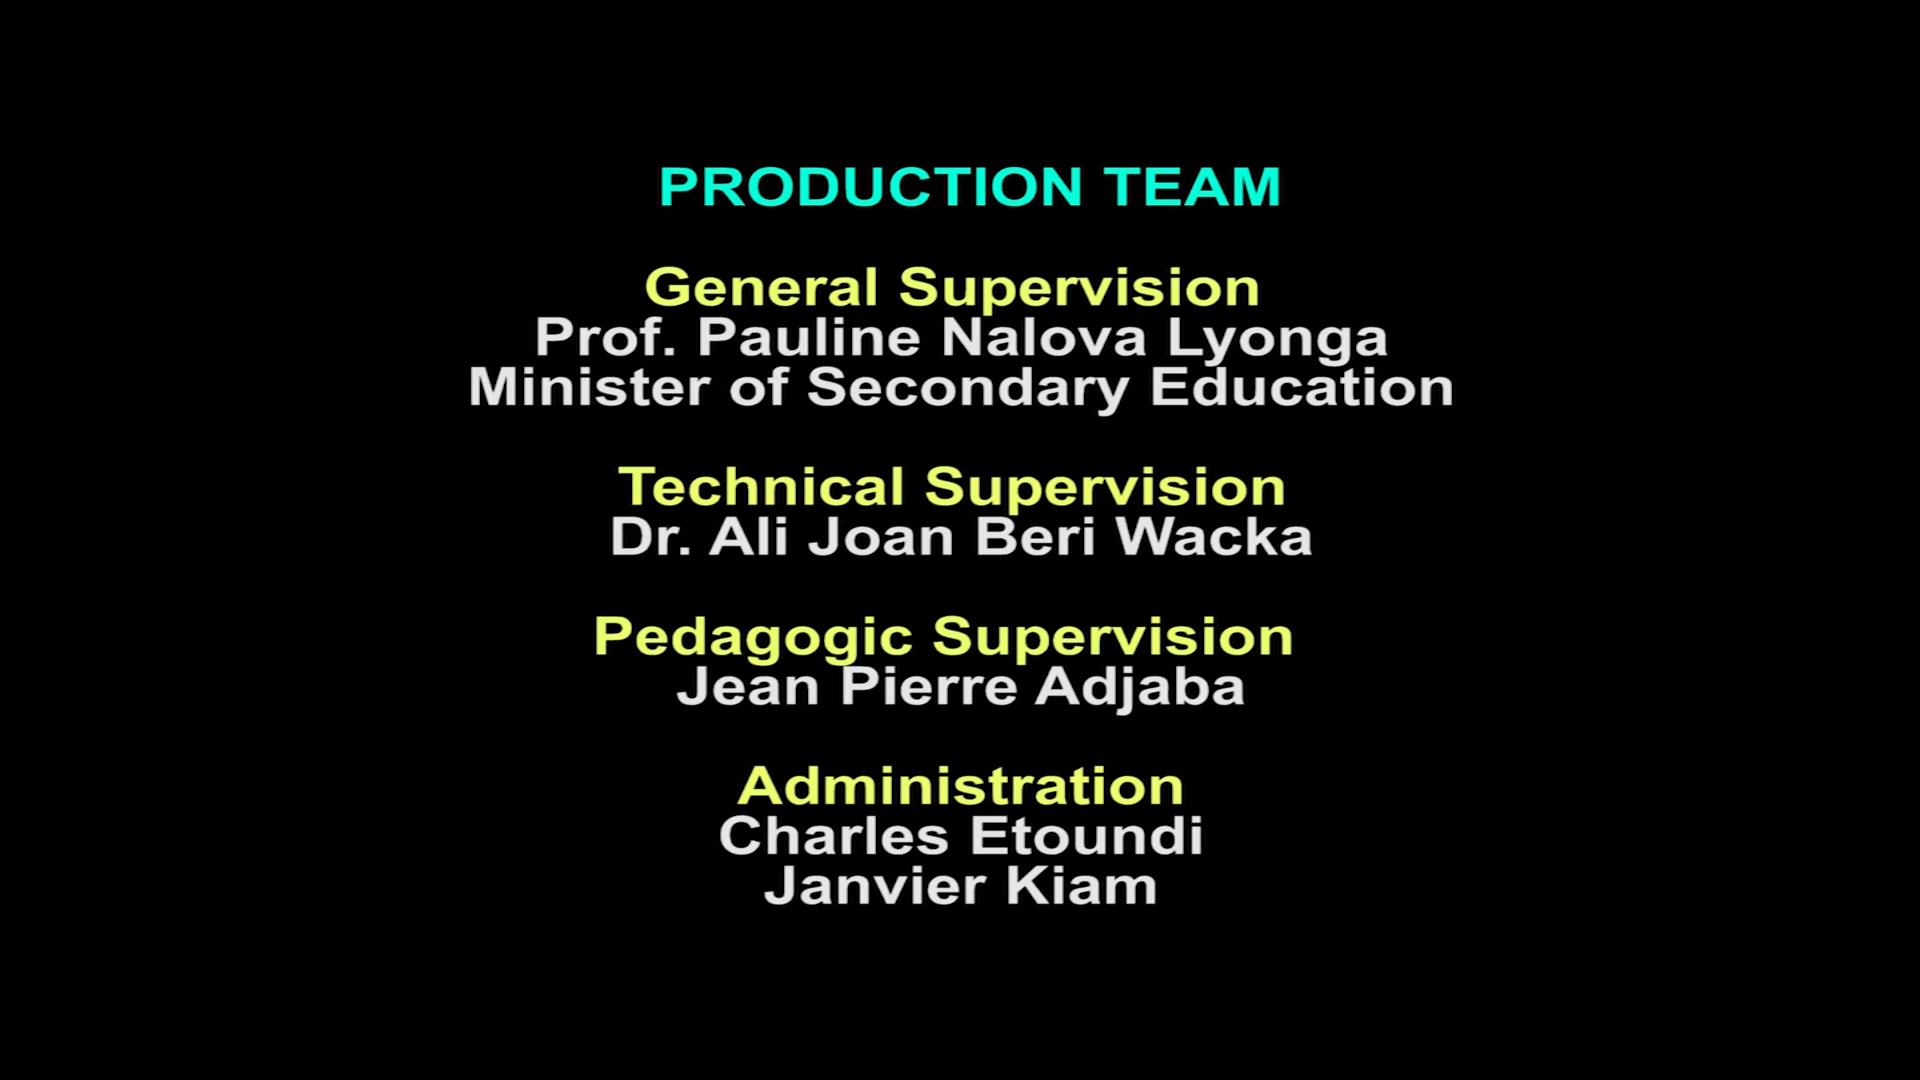 PRODUCTION TEAM
General Supervision
Prof. Pauline Nalova Lyonga
Minister of Secondary Education
Technical Supervision
Dr. Ali Joan Beri Wacka
Pedagogic Supervision
Jean Pierre Adjaba
Administration
Charles Etoundi
Janvier Kiam